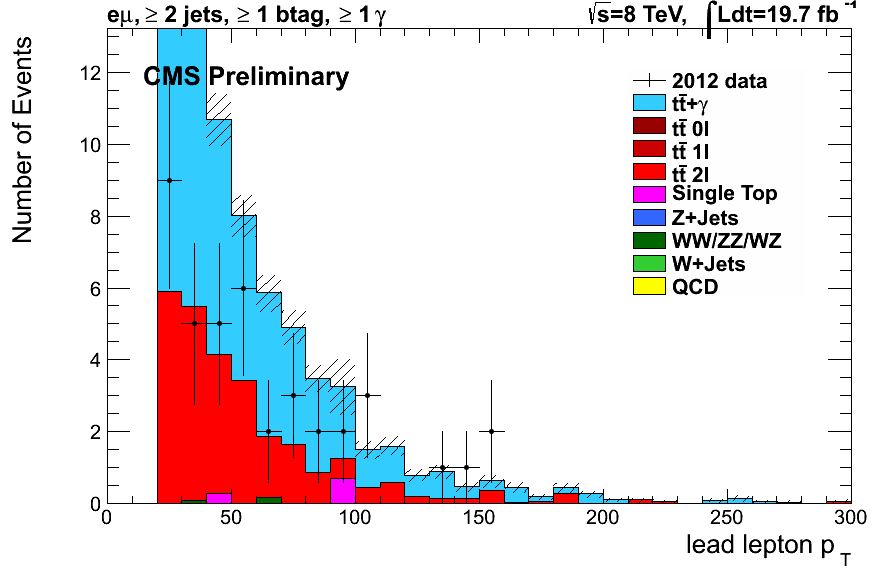 eμ, ≥ 2 jets, ≥ 1 btag, ≥ 1 γ
√s=8 TeV, ∫Ldt=19.7 fb⁻¹
CMS Preliminary
2012 data
tt̄+γ
tt̄ 0l
tt̄ 1l
tt̄ 2l
Single Top
Z+Jets
WW/ZZ/WZ
W+Jets
QCD
Number of Events
12
10
8
6
4
2
0
0 50 100 150 200 250 300
lead lepton p_T